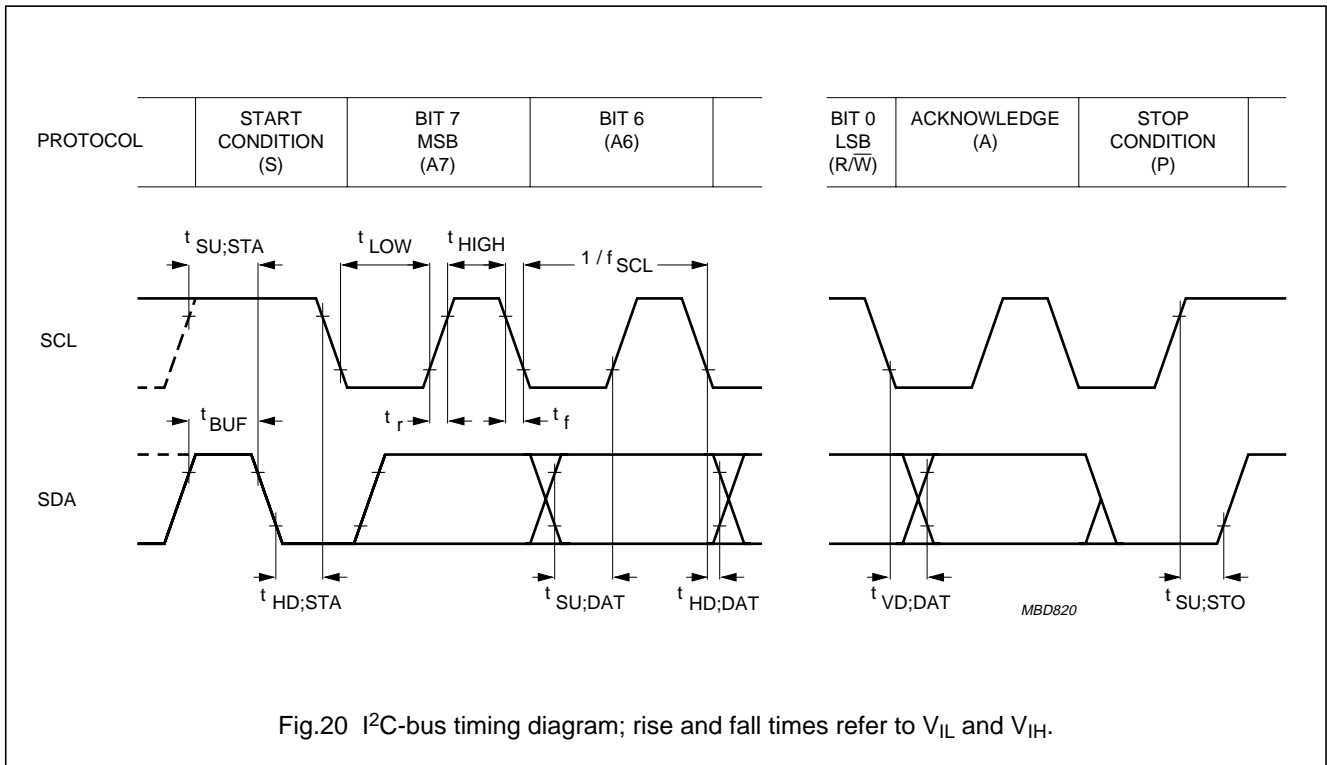 PROTOCOL
START
CONDITION
(S)
BIT 7
MSB
(A7)
BIT 6
(A6)
BIT 0
LSB
(R/W̅)
ACKNOWLEDGE
(A)
STOP
CONDITION
(P)
t SU;STA
t LOW
t HIGH
1 / f SCL
SCL
t BUF
t r
t f
SDA
t HD;STA
t SU;DAT
t HD;DAT
t VD;DAT
MBD820
t SU;STO
Fig.20 I²C-bus timing diagram; rise and fall times refer to VIL and VIH.